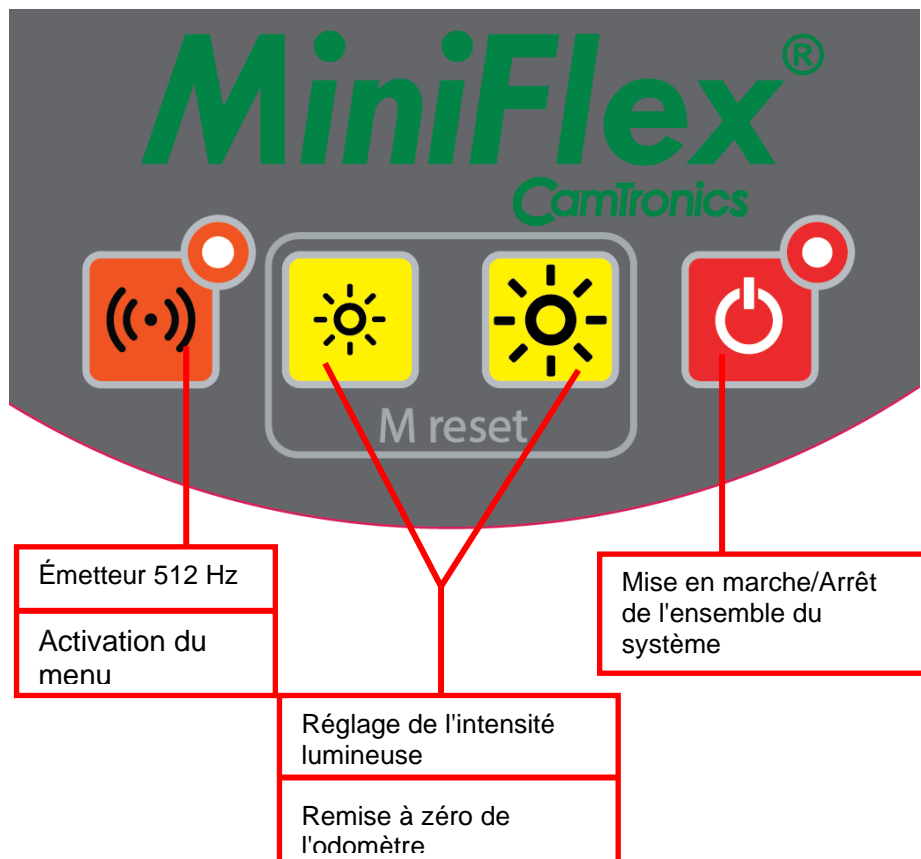 MiniFlex®
CamTronics
M reset
Émetteur 512 Hz
Activation du
menu
Réglage de l'intensité
lumineuse
Remise à zéro de
l'odomètre
Mise en marche/Arrêt
de l'ensemble du
système